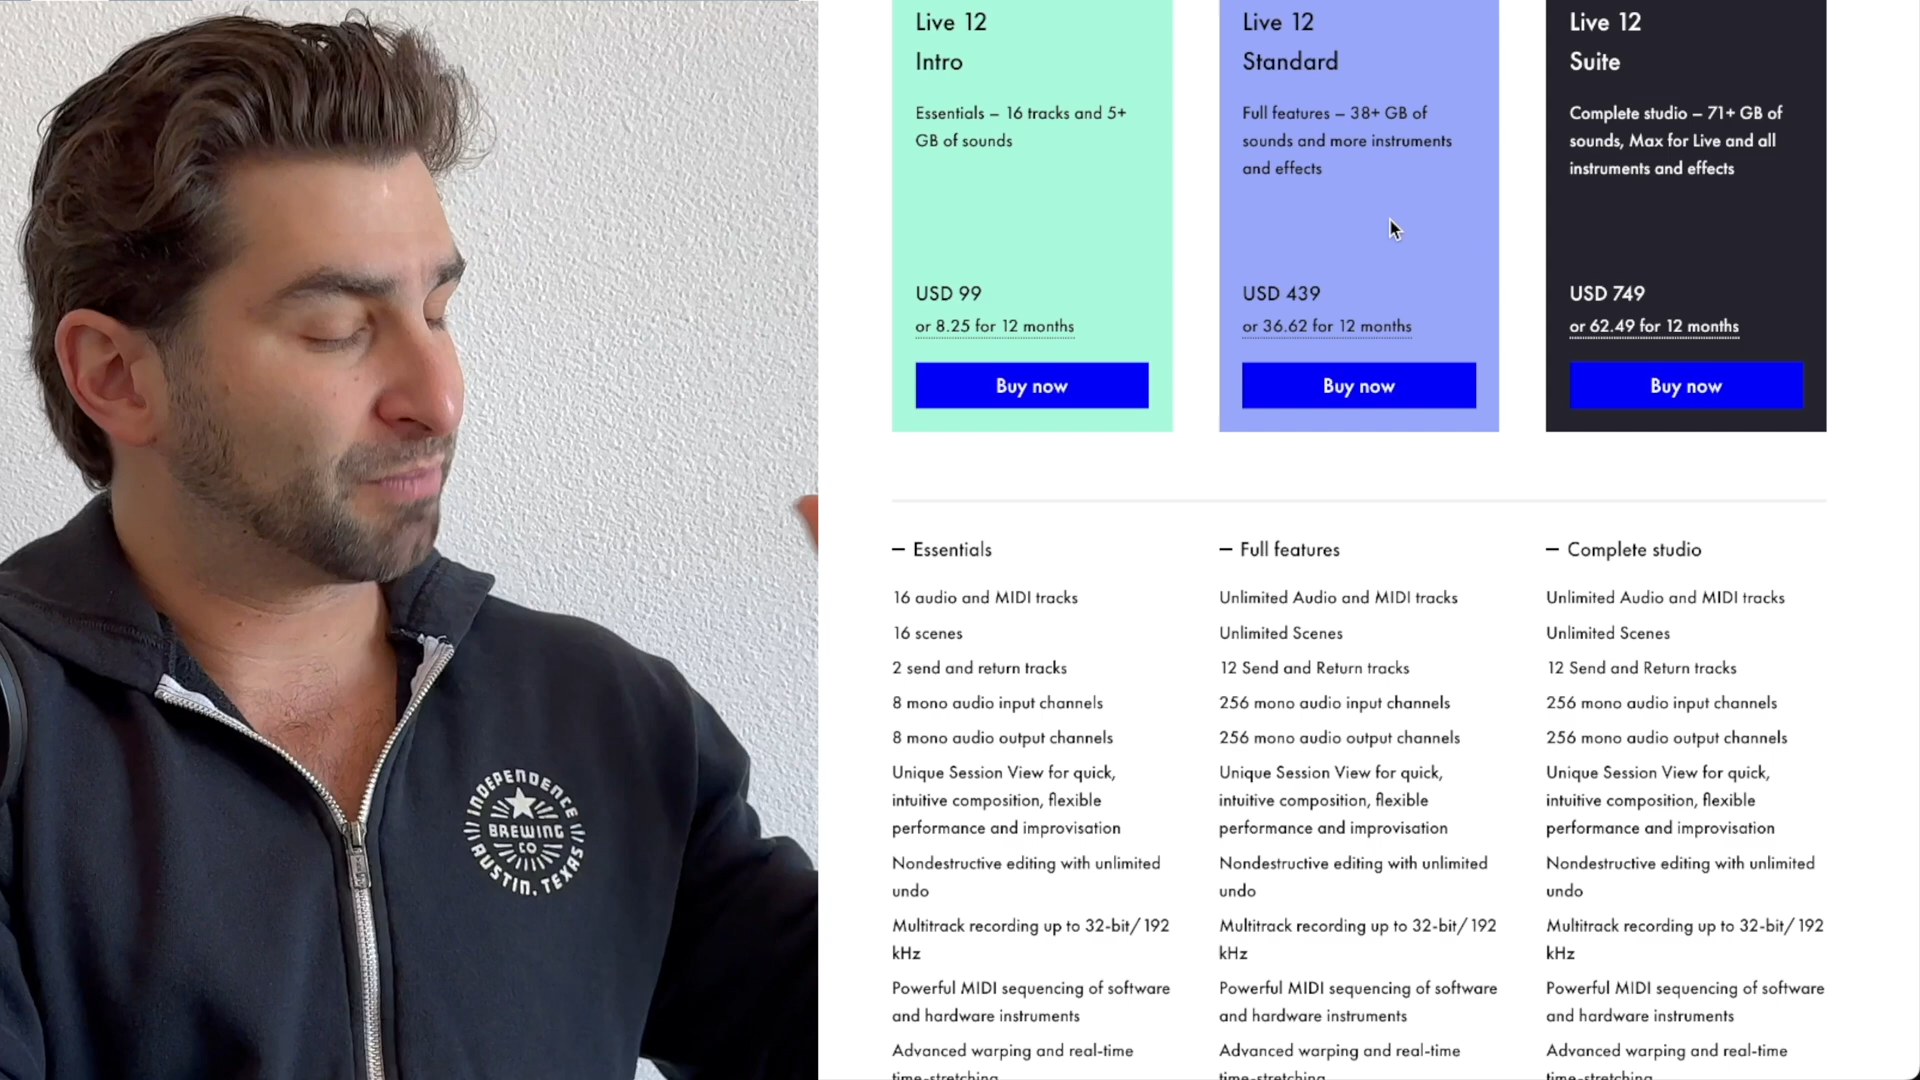 INDEPENDENCE
BREWING
CO
AUSTIN, TEXAS
Live 12
Intro
Essentials – 16 tracks and 5+
GB of sounds
USD 99
or 8.25 for 12 months
Buy now
Live 12
Standard
Full features – 38+ GB of
sounds and more instruments
and effects
USD 439
or 36.62 for 12 months
Buy now
Live 12
Suite
Complete studio – 71+ GB of
sounds, Max for Live and all
instruments and effects
USD 749
or 62.49 for 12 months
Buy now
– Essentials
16 audio and MIDI tracks
16 scenes
2 send and return tracks
8 mono audio input channels
8 mono audio output channels
Unique Session View for quick,
intuitive composition, flexible
performance and improvisation
Nondestructive editing with unlimited
undo
Multitrack recording up to 32-bit/192
kHz
Powerful MIDI sequencing of software
and hardware instruments
Advanced warping and real-time
time-stretching
– Full features
Unlimited Audio and MIDI tracks
Unlimited Scenes
12 Send and Return tracks
256 mono audio input channels
256 mono audio output channels
Unique Session View for quick,
intuitive composition, flexible
performance and improvisation
Nondestructive editing with unlimited
undo
Multitrack recording up to 32-bit/192
kHz
Powerful MIDI sequencing of software
and hardware instruments
Advanced warping and real-time
time-stretching
– Complete studio
Unlimited Audio and MIDI tracks
Unlimited Scenes
12 Send and Return tracks
256 mono audio input channels
256 mono audio output channels
Unique Session View for quick,
intuitive composition, flexible
performance and improvisation
Nondestructive editing with unlimited
undo
Multitrack recording up to 32-bit/192
kHz
Powerful MIDI sequencing of software
and hardware instruments
Advanced warping and real-time
time-stretching